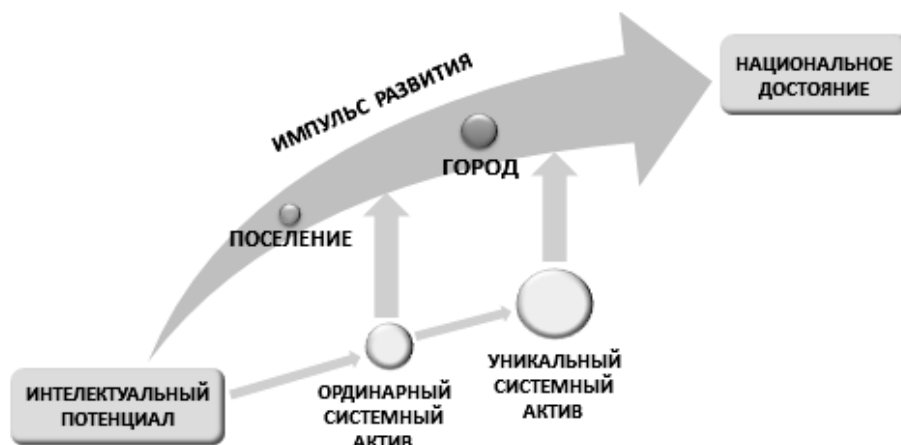 ИМПУЛЬС РАЗВИТИЯ
НАЦИОНАЛЬНОЕ
ДОСТОЯНИЕ
ГОРОД
ПОСЕЛЕНИЕ
ИНТЕЛЕКТУАЛЬНЫЙ
ПОТЕНЦИАЛ
ОРДИНАРНЫЙ
СИСТЕМНЫЙ
АКТИВ
УНИКАЛЬНЫЙ
СИСТЕМНЫЙ
АКТИВ